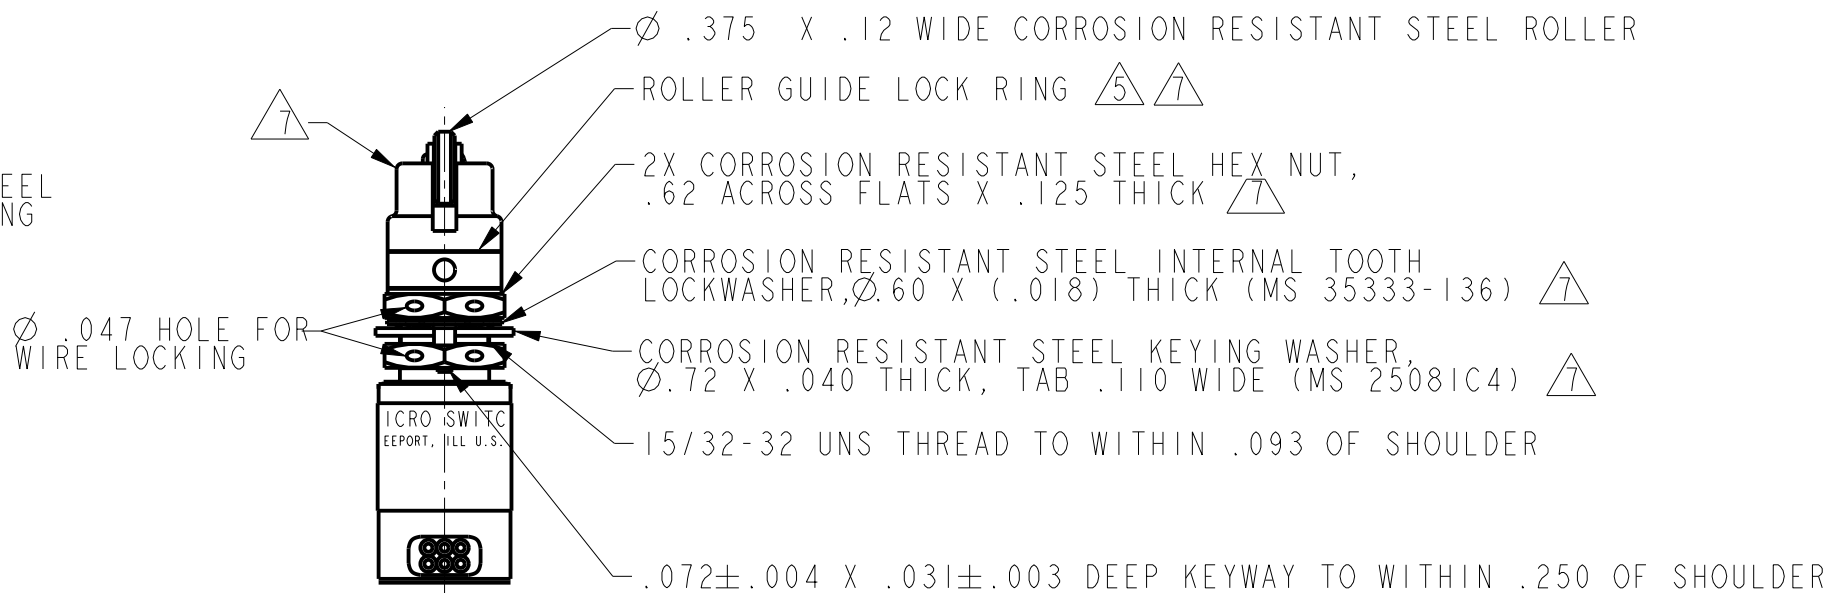 Ø .375 X .12 WIDE CORROSION RESISTANT STEEL ROLLER
ROLLER GUIDE LOCK RING 5 7
7
2X CORROSION RESISTANT STEEL HEX NUT,
.62 ACROSS FLATS X .125 THICK 7
EEL
NG
CORROSION RESISTANT STEEL INTERNAL TOOTH
LOCKWASHER,Ø.60 X (.018) THICK (MS 35333-136) 7
Ø .047 HOLE FOR
WIRE LOCKING
CORROSION RESISTANT STEEL KEYING WASHER,
Ø.72 X .040 THICK, TAB .110 WIDE (MS 25081C4) 7
ICRO SWITC
EEPORT, ILL U.S.
15/32-32 UNS THREAD TO WITHIN .093 OF SHOULDER
.072±.004 X .031±.003 DEEP KEYWAY TO WITHIN .250 OF SHOULDER